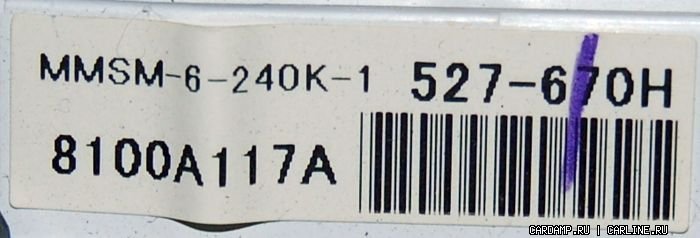 MMSM-6-240K-1 527-670H
8100A117A
CARDAMP.RU | CARLINE.RU